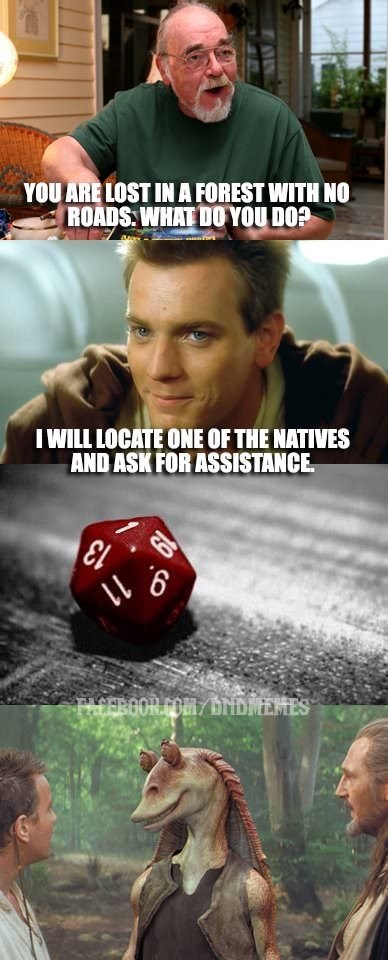 YOU ARE LOST IN A FOREST WITH NO
ROADS. WHAT DO YOU DO?
I WILL LOCATE ONE OF THE NATIVES
AND ASK FOR ASSISTANCE.
1
13
19
11
9.
FACEBOOK.COM/DNDMEMES